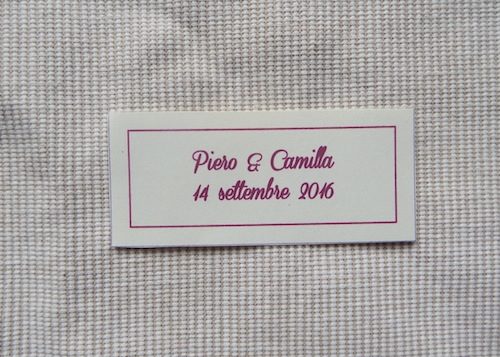 Piero & Camilla
14 settembre 2016